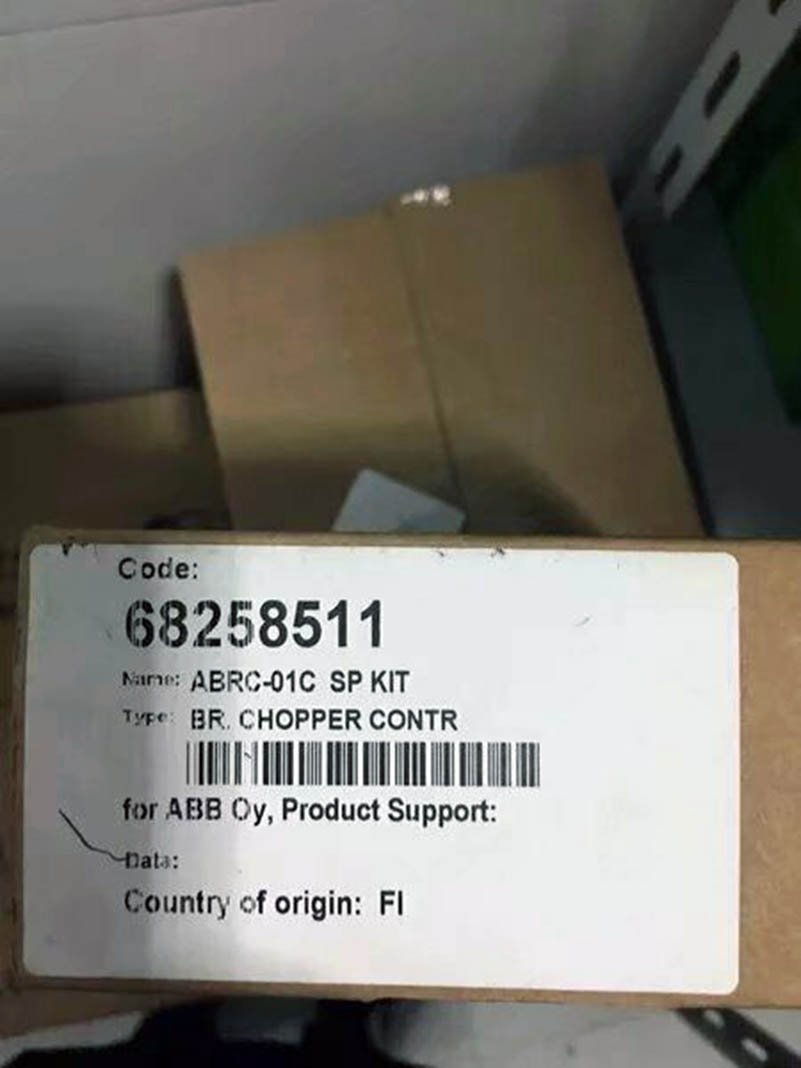 Code:
68258511
Name: ABRC-01C SP KIT
Type: BR. CHOPPER CONTR
for ABB Oy, Product Support:
Data:
Country of origin: FI